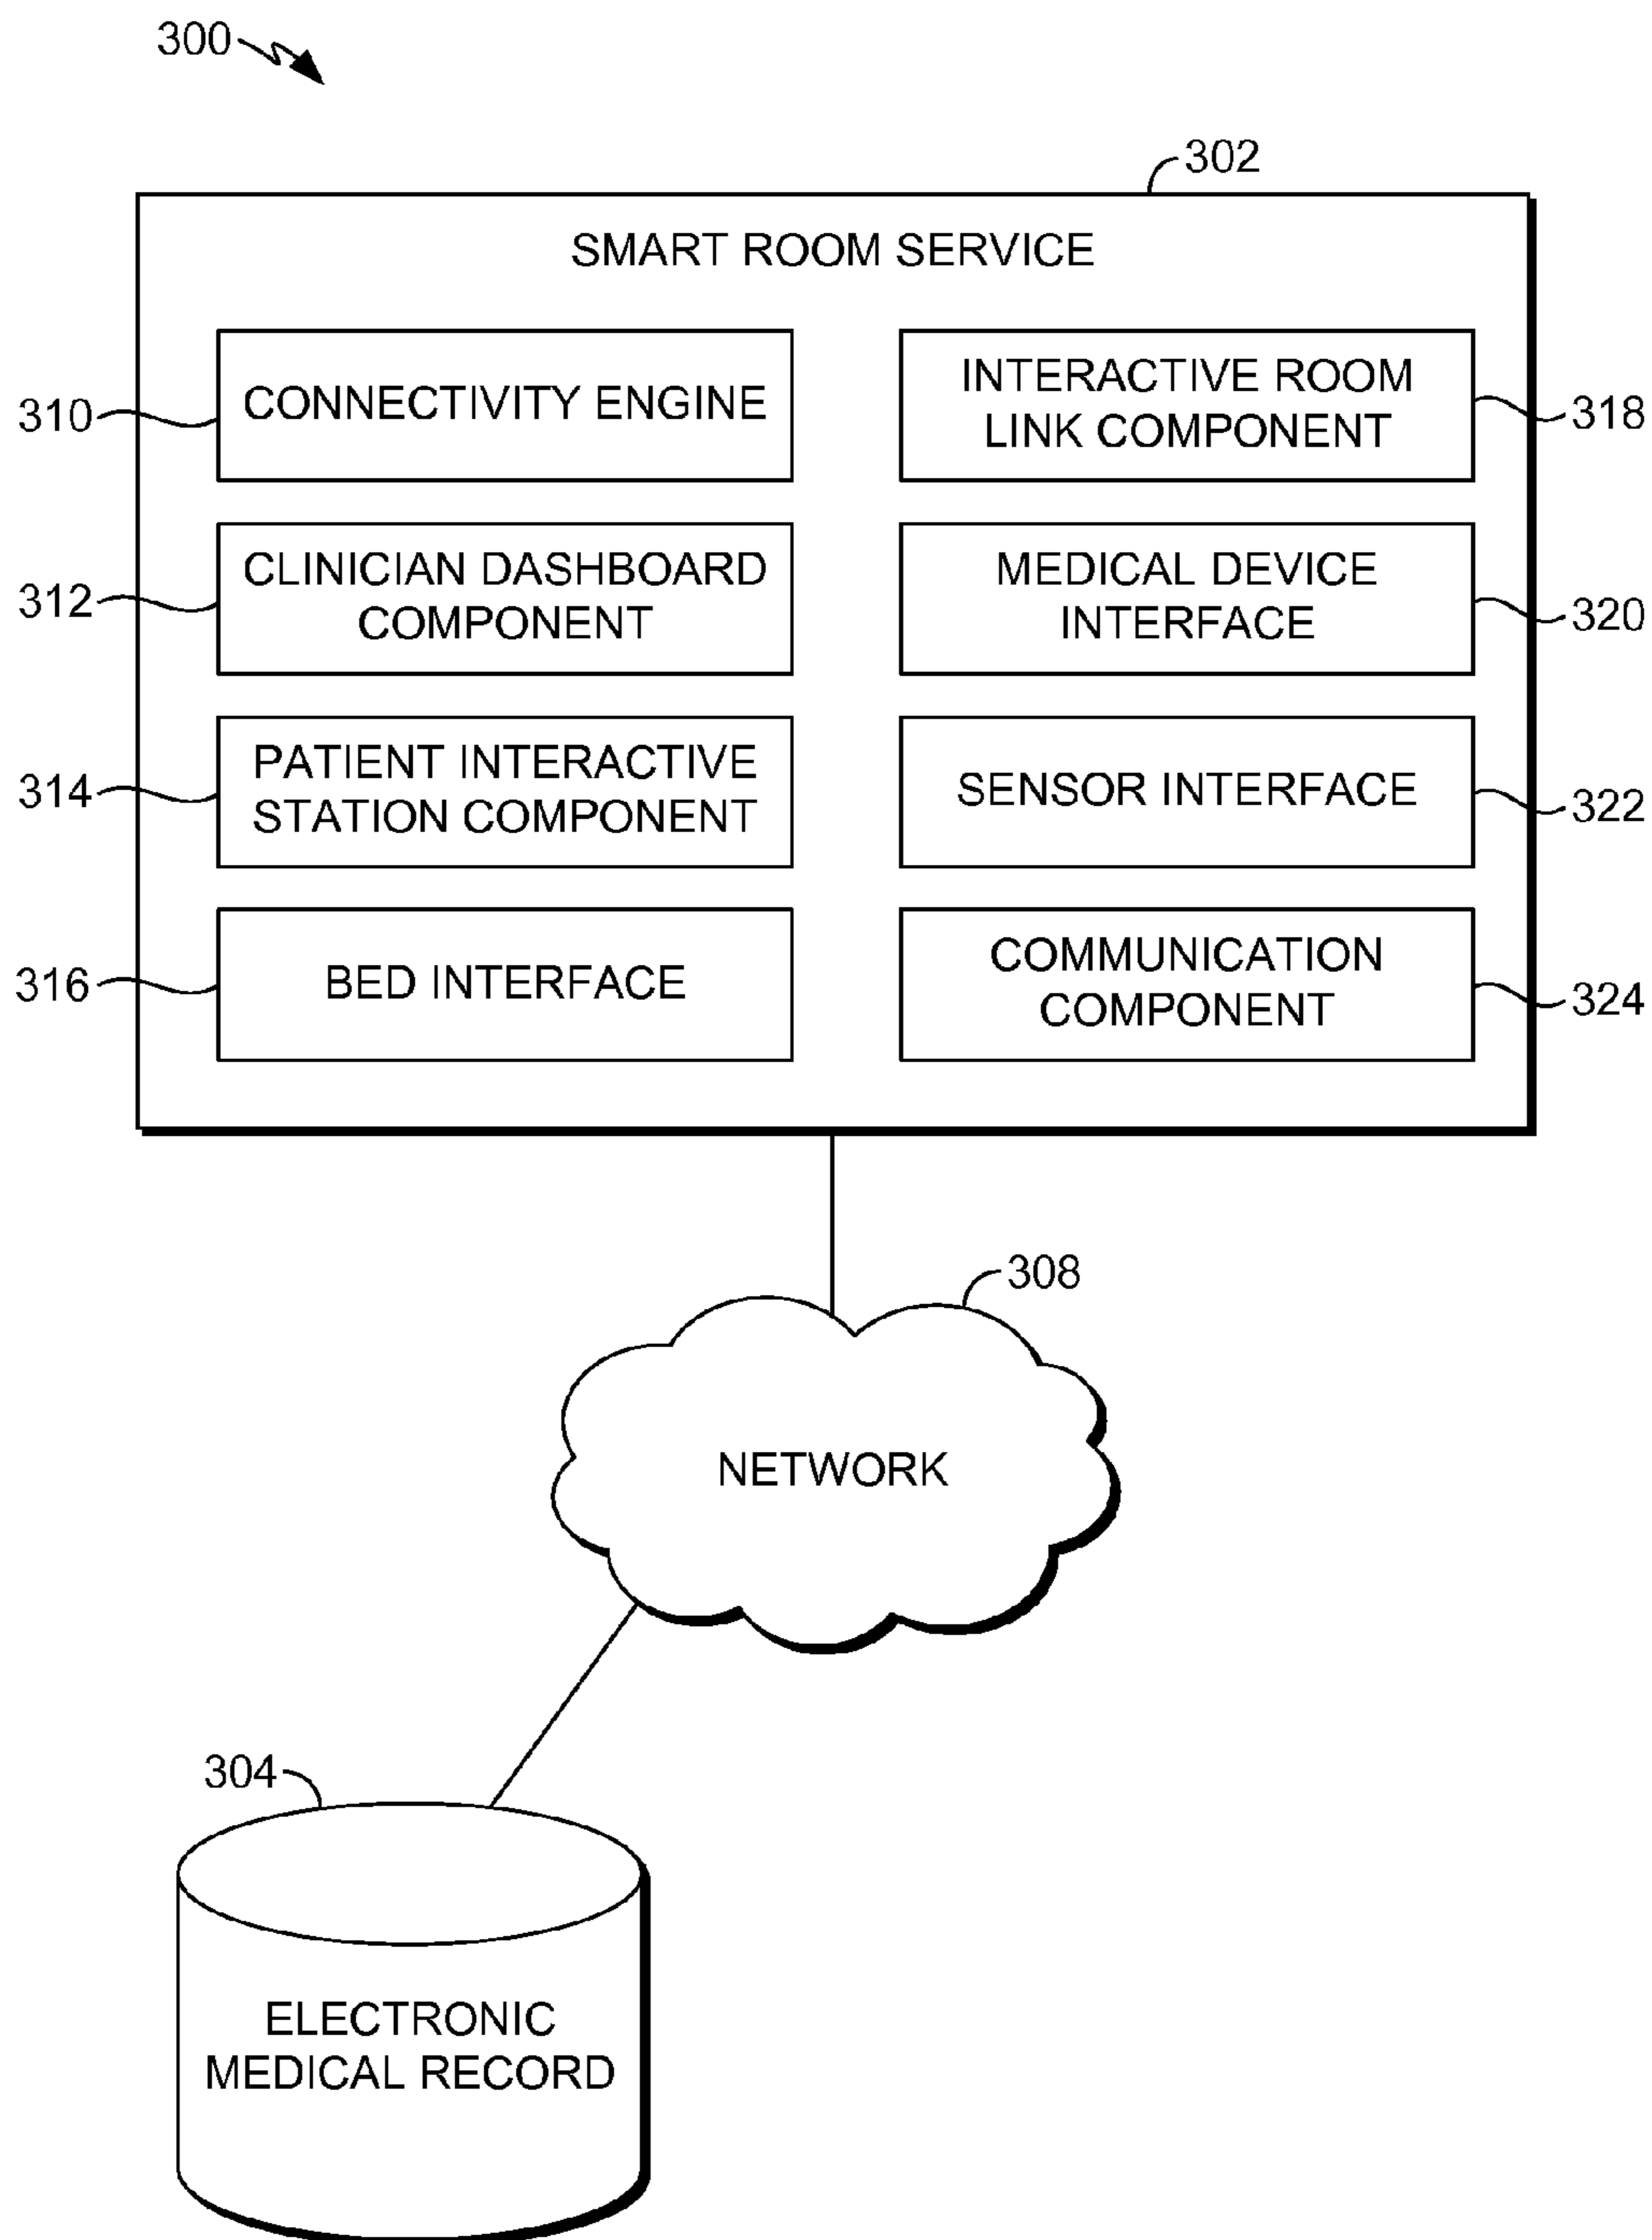 300
302
SMART ROOM SERVICE
310
CONNECTIVITY ENGINE
INTERACTIVE ROOM
LINK COMPONENT
318
312
CLINICIAN DASHBOARD
COMPONENT
MEDICAL DEVICE
INTERFACE
320
314
PATIENT INTERACTIVE
STATION COMPONENT
SENSOR INTERFACE
322
316
BED INTERFACE
COMMUNICATION
COMPONENT
324
308
NETWORK
304
ELECTRONIC
MEDICAL RECORD